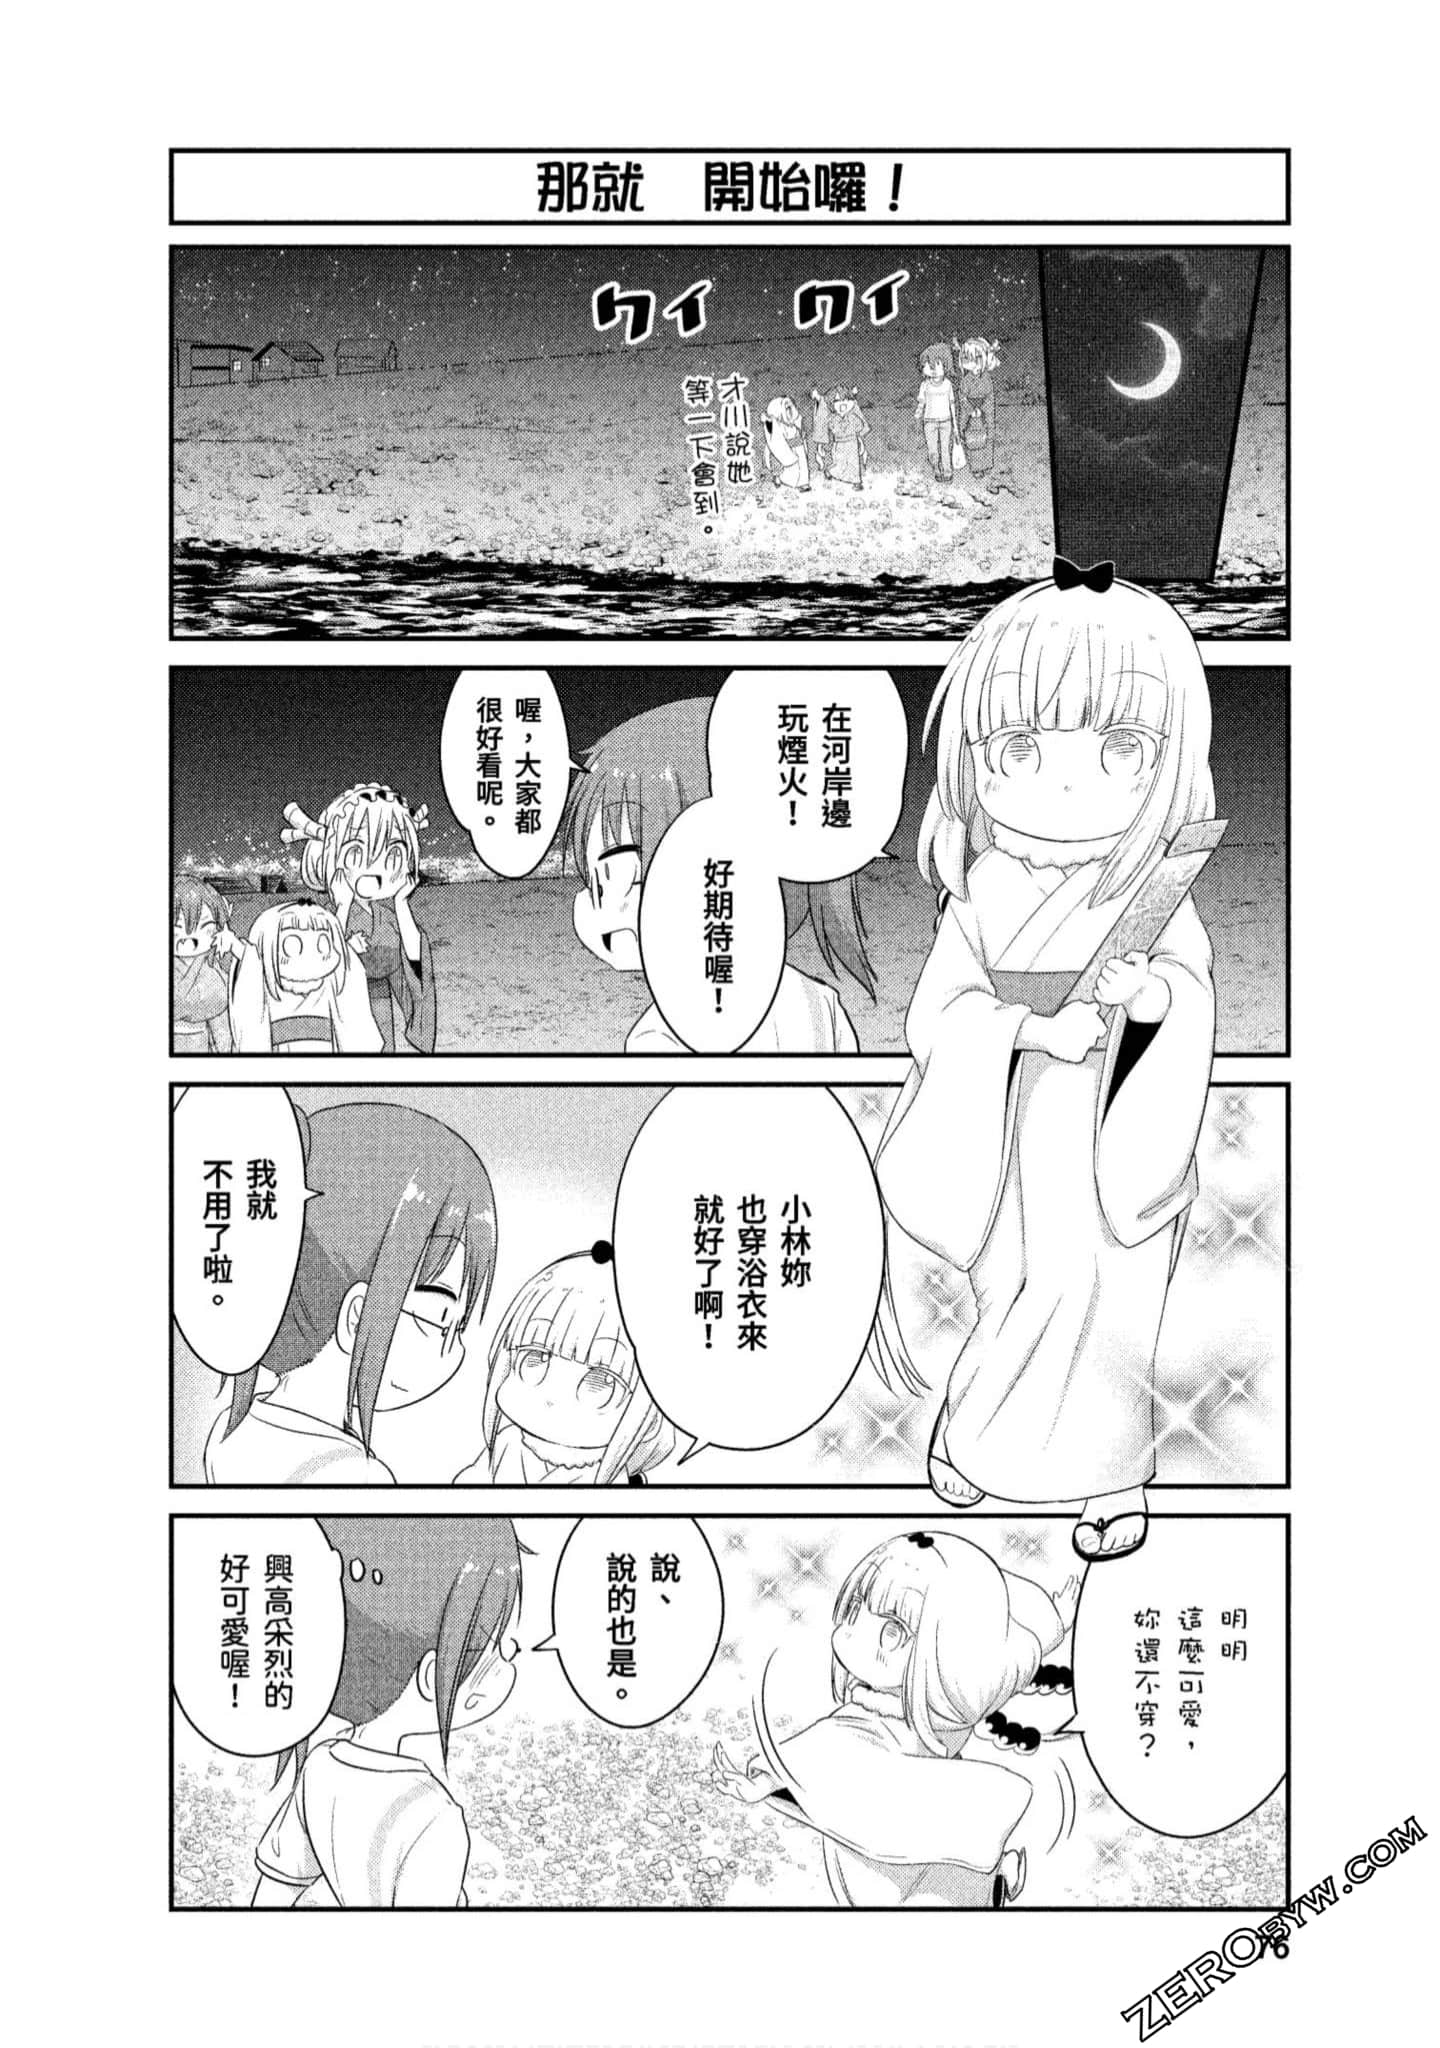 那就　開始囉！
クイ クイ
才川說她
等一下會到。
在河岸邊
玩煙火！
好期待喔！
喔，大家都
很好看呢。
小林妳
也穿浴衣來
就好了啊！
我就
不用了啦。
明明
這麼可愛，
妳還不穿？
說、
說的也是。
興高采烈的
好可愛喔！
76
ZEROBYW.COM